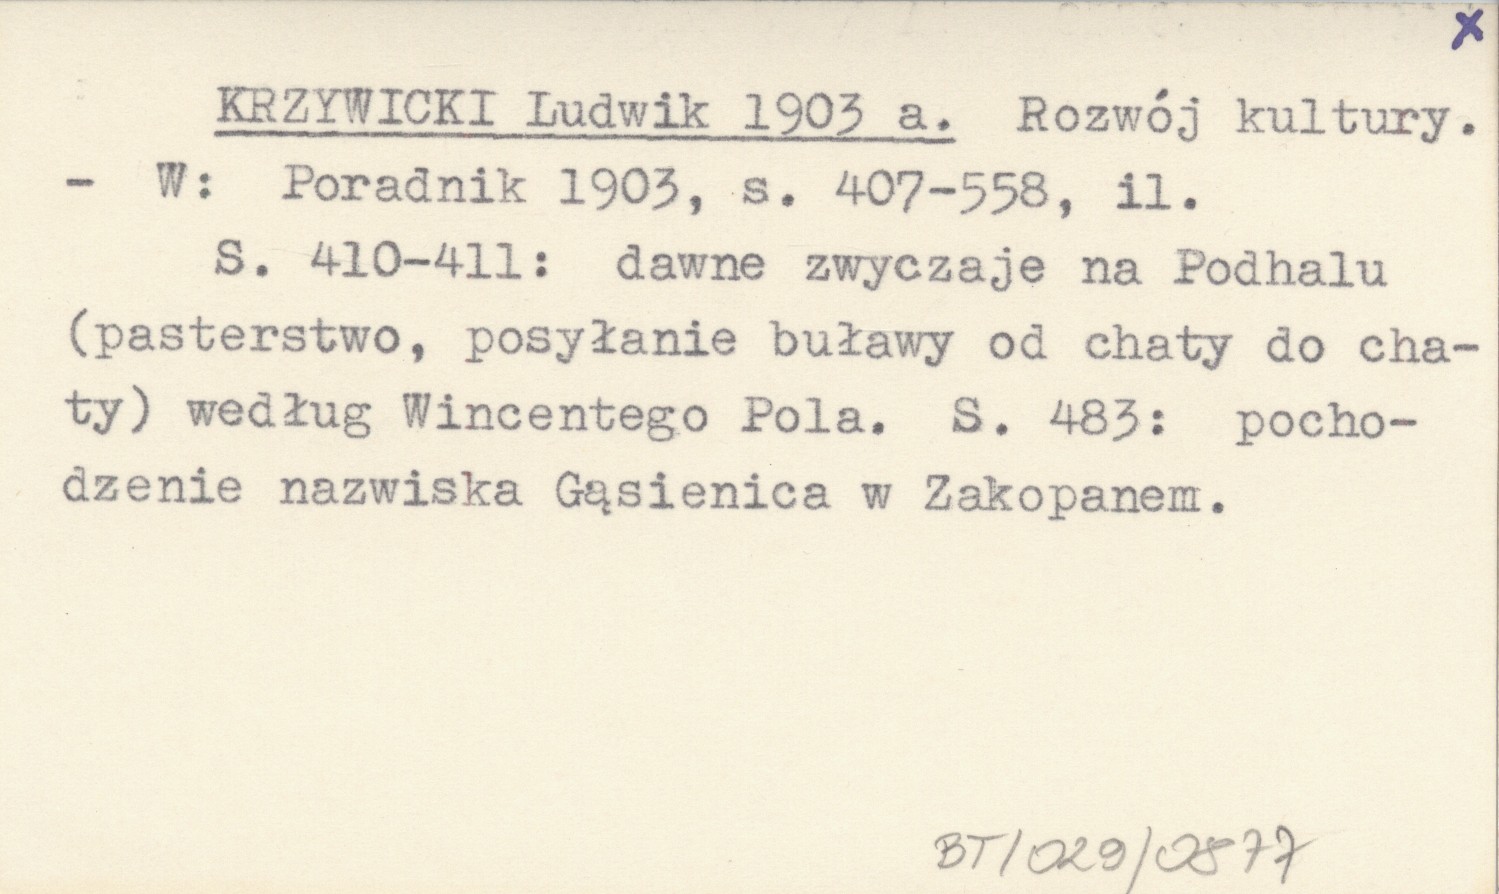 x
KRZYWICKI Ludwik 1903 a. Rozwój kultury.
- W: Poradnik 1903, s. 407-558, il.
S. 410-411: dawne zwyczaje na Podhalu
(pasterstwo, posyłanie buławy od chaty do cha-
ty) według Wincentego Pola. S. 483: pocho-
dzenie nazwiska Gąsienica w Zakopanem.
BT/029/0877